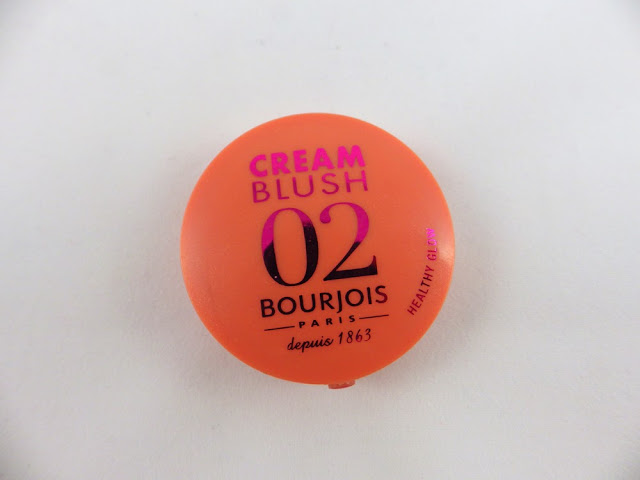 CREAM
BLUSH
02
BOURJOIS
PARIS
depuis 1863
HEALTHY GLOW